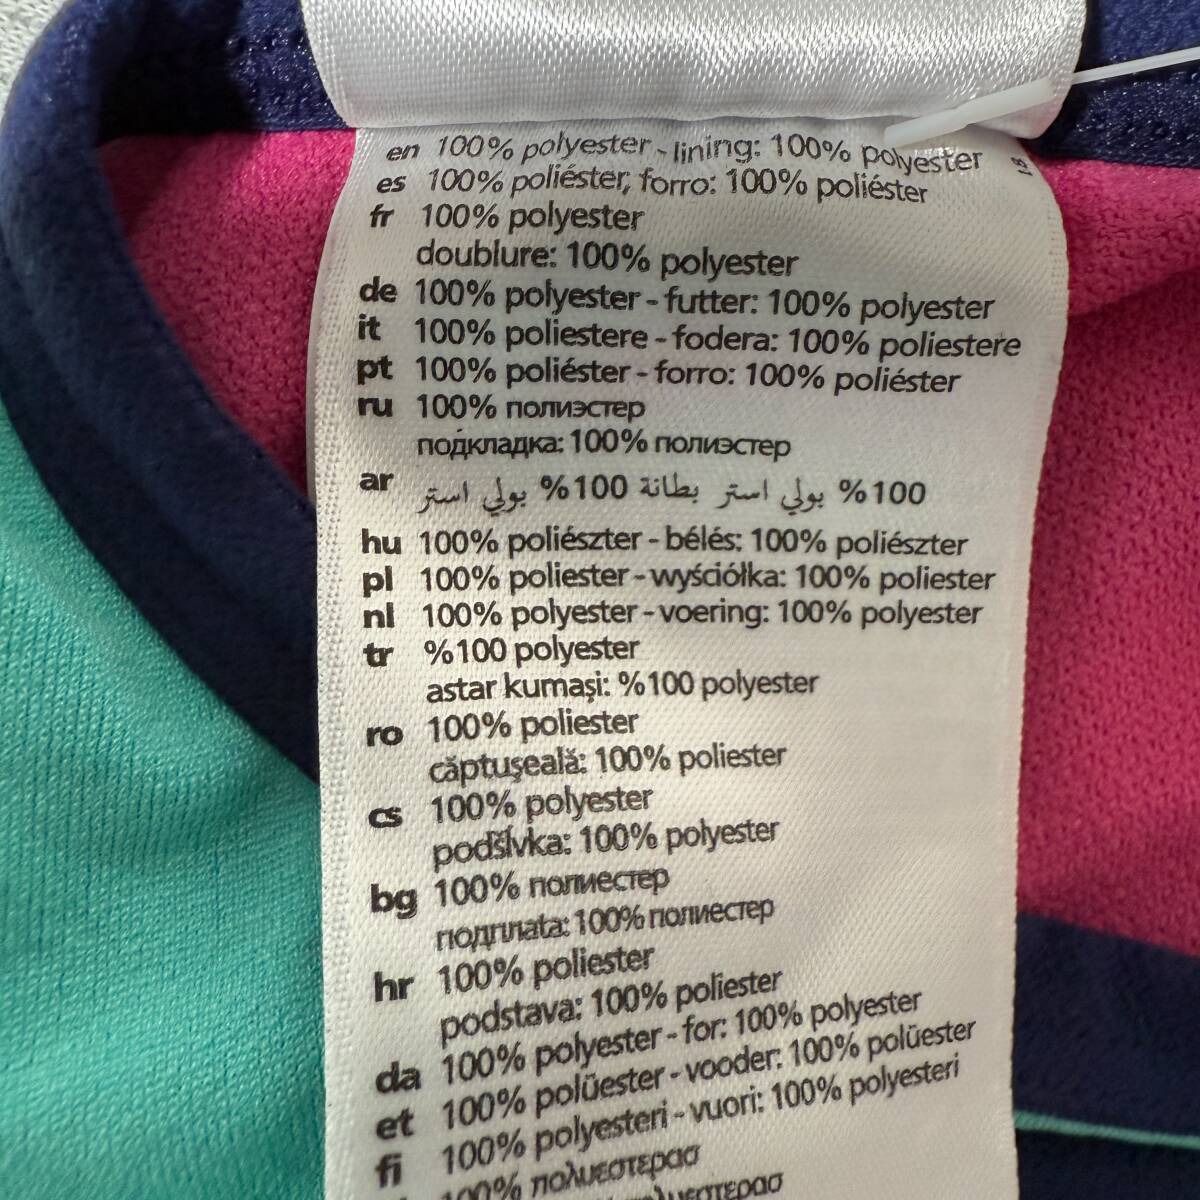 en 100% polyester - lining: 100% polyester
18
es 100% poliéster, forro: 100% poliéster
fr 100% polyester
doublure: 100% polyester
de 100% polyester - futter: 100% polyester
it 100% poliestere - fodera: 100% poliestere
pt 100% poliéster - forro: 100% poliéster
ru 100% полиэстер
подкладка: 100% полиэстер
ar %100 بولي استر بطانة %100 بولي استر
hu 100% poliészter - bélés: 100% poliészter
pl 100% poliester - wyściółka: 100% poliester
nl 100% polyester - voering: 100% polyester
tr %100 polyester
astar kumaşi: %100 polyester
ro 100% poliester
căptuşeală: 100% poliester
cs 100% polyester
podšívka: 100% polyester
bg 100% полиестер
подплата: 100% полиестер
hr 100% poliester
podstava: 100% poliester
da 100% polyester - for: 100% polyester
et 100% polüester - vooder: 100% polüester
fi 100% polyesteri - vuori: 100% polyesteri
100% πολυεστερασ